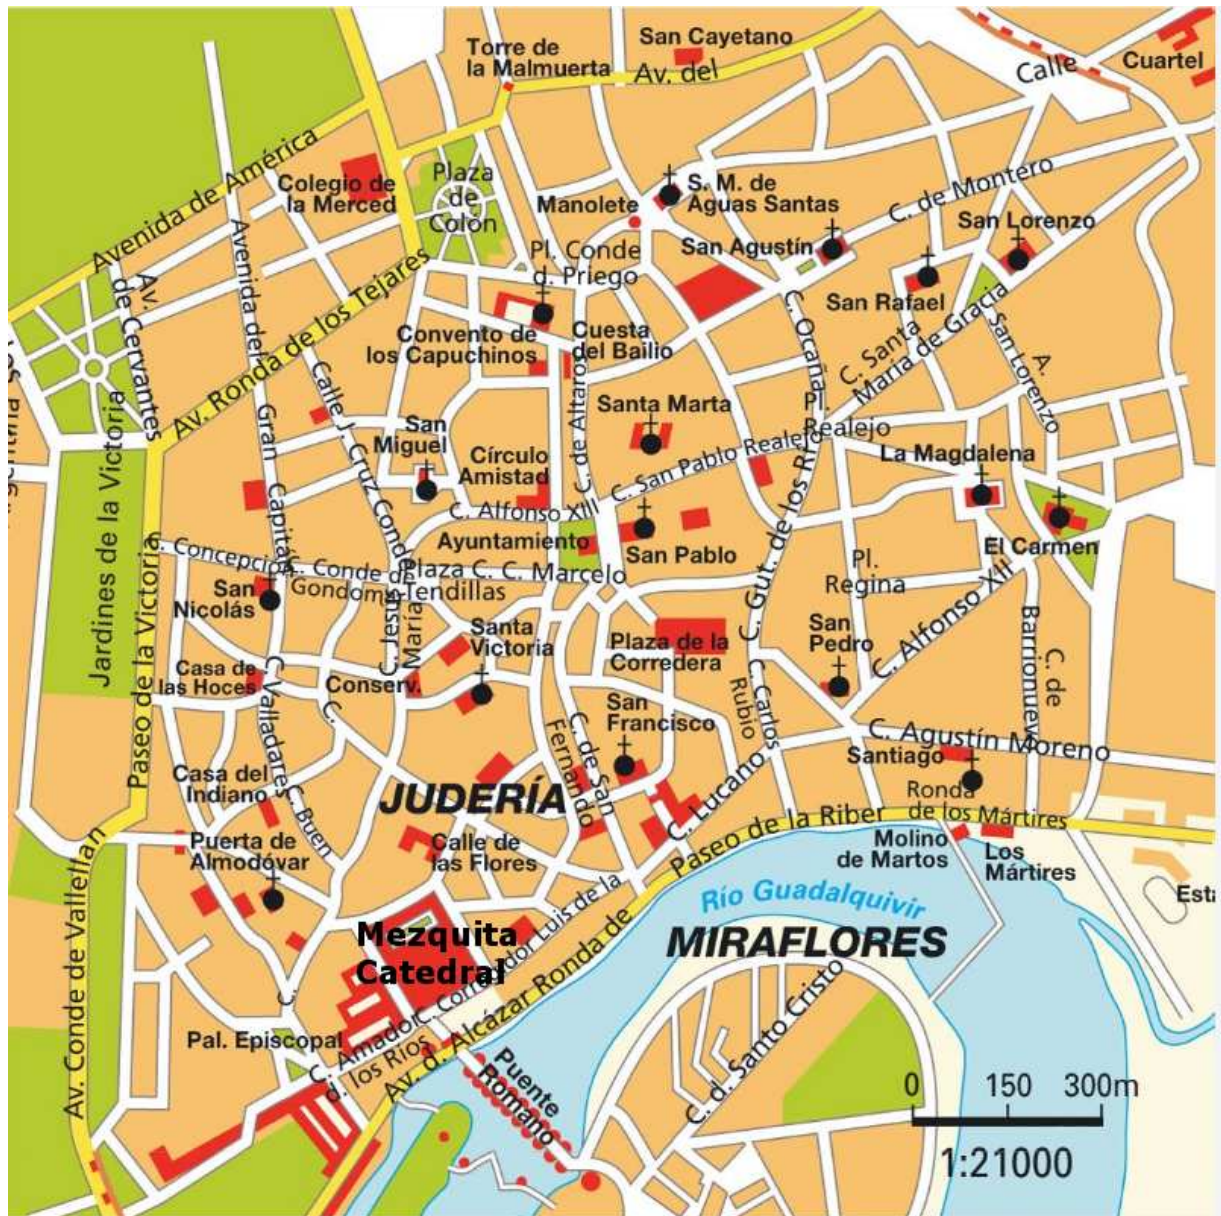 San Cayetano
Torre de
la Malmuerta
Av. del
Calle
Cuartel
Avenida de América
Colegio de
la Merced
Plaza
de
Colón
Manolete
S. M. de
Aguas Santas
C. de Montero
San Lorenzo
San Agustín
Pl. Conde
d. Priego
San Rafael
Av.
de Cervantes
Avenida del
Gran
Capitán
Av. Ronda de los Tejares
Convento de
los Capuchinos
Cuesta
del Bailio
C. Ocaña
C. Santa
María de Gracia
A.
San Lorenzo
Calle J. Cruz Conde
C. de Altaros
Santa Marta
San
Miguel
Círculo
Amistad
C. San Pablo Realejo
Pl.
Realejo
La Magdalena
Jardines de la Victoria
Paseo de la Victoria
C. Alfonso XIII
Ayuntamiento
San Pablo
C. Gut. de los Ri
El Carmen
C. Concepción
C. Conde de
Gondomar
Plaza C. C. Marcelo
Tendillas
Pl.
Regina
San
Nicolás
C. Jesús
María
Santa
Victoria
Plaza de la
Corredera
San
Pedro
C. Alfonso XII
C. de
Barrionuevo
Casa de
las Hoces
Conserv.
C. Valladares
C.
San
Francisco
C. Carlos
Rubio
C. de San
Fernando
C. Agustín Moreno
Santiago
Casa del
Indiano
C. Buen
JUDERÍA
C. Lucano
Ronda
de los Mártires
Paseo de la Riber
Puerta de
Almodóvar
Calle de
las Flores
Molino
de Martos
Los
Mártires
Est
Av. Conde de Vallellan
Río Guadalquivir
MIRAFLORES
Mezquita
Catedral
C. Corregidor Luis de la
C.
Pal. Episcopal
C. Amador
d. los Ríos
Av. d. Alcázar Ronda de
Puente
Romano
C. d. Santo Cristo
0 150 300m
1:21000